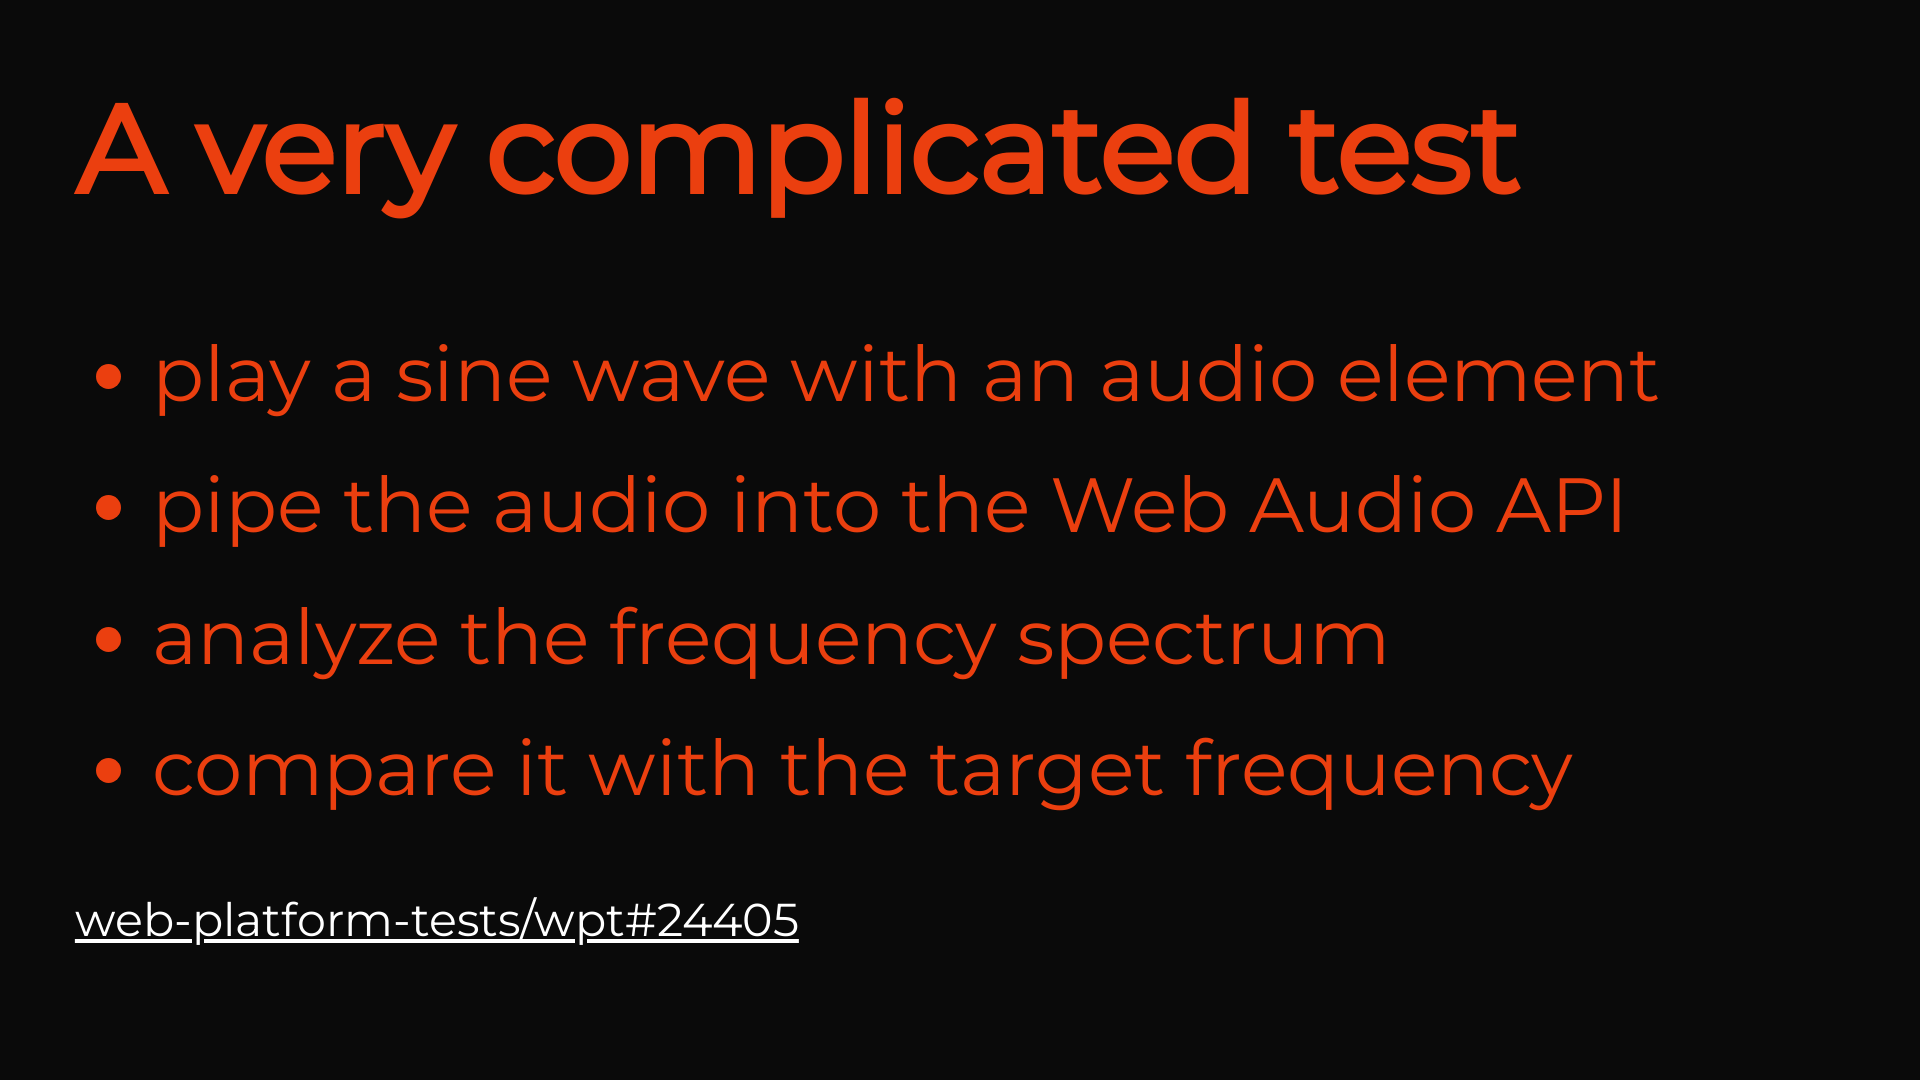 A very complicated test
• play a sine wave with an audio element
• pipe the audio into the Web Audio API
• analyze the frequency spectrum
• compare it with the target frequency
web-platform-tests/wpt#24405